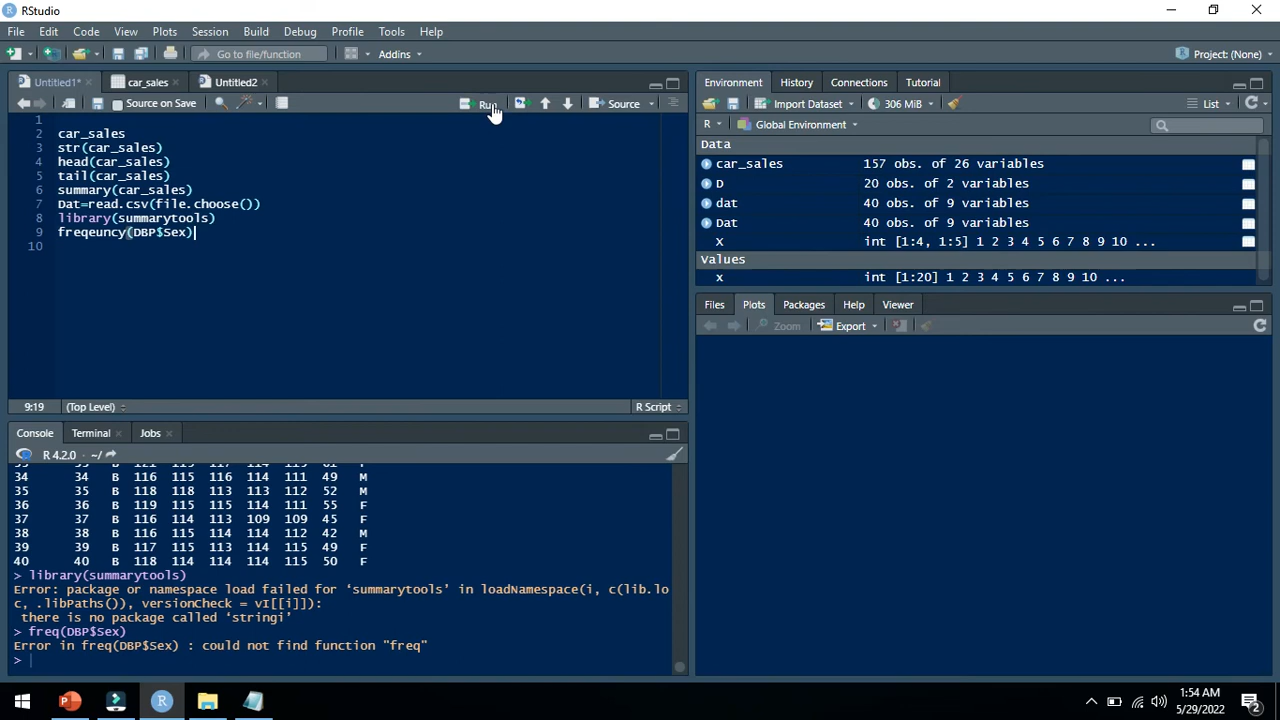 RStudio
File Edit Code View Plots Session Build Debug Profile Tools Help
Go to file/function Addins Project: (None)
Untitled1* car_sales Untitled2
Source on Save Run Source
1
2 car_sales
3 str(car_sales)
4 head(car_sales)
5 tail(car_sales)
6 summary(car_sales)
7 Dat=read.csv(file.choose())
8 library(summarytools)
9 freqeuncy(DBP$Sex)
10
9:19 (Top Level) R Script
Console Terminal Jobs
R 4.2.0 · ~/
34 34 B 116 115 116 114 111 49 M
35 35 B 118 118 113 113 112 52 M
36 36 B 119 115 115 114 111 55 F
37 37 B 116 114 113 109 109 45 F
38 38 B 116 115 114 114 112 42 M
39 39 B 117 115 113 114 115 49 F
40 40 B 118 114 114 114 115 50 F
> library(summarytools)
Error: package or namespace load failed for ‘summarytools’ in loadNamespace(i, c(lib.lo
c, .libPaths()), versionCheck = vI[[i]]):
there is no package called ‘stringi’
> freq(DBP$Sex)
Error in freq(DBP$Sex) : could not find function "freq"
>
Environment History Connections Tutorial
Import Dataset 306 MiB List
R Global Environment
Data
car_sales 157 obs. of 26 variables
D 20 obs. of 2 variables
dat 40 obs. of 9 variables
Dat 40 obs. of 9 variables
X int [1:4, 1:5] 1 2 3 4 5 6 7 8 9 10 ...
Values
x int [1:20] 1 2 3 4 5 6 7 8 9 10 ...
Files Plots Packages Help Viewer
Zoom Export
1:54 AM
5/29/2022
2